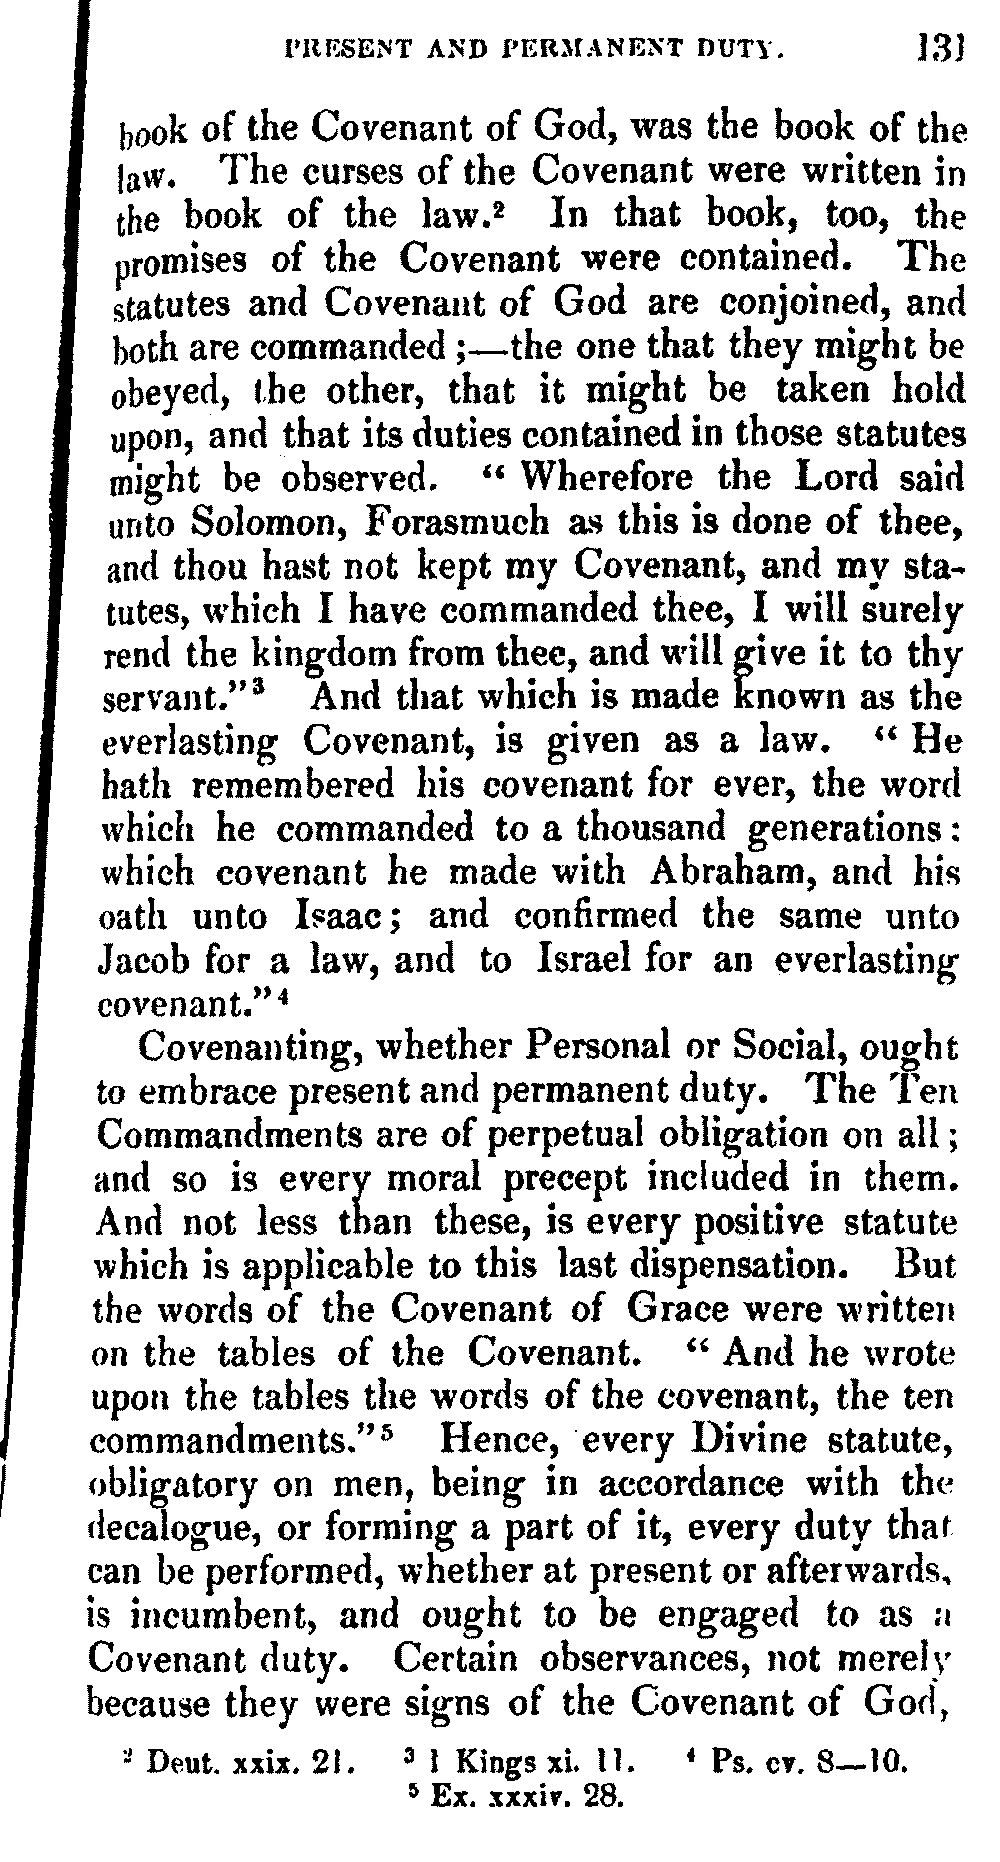 PRESENT AND PERMANENT DUTY. 131
book of the Covenant of God, was the book of the
law. The curses of the Covenant were written in
the book of the law.² In that book, too, the
promises of the Covenant were contained. The
statutes and Covenant of God are conjoined, and
both are commanded ;—the one that they might be
obeyed, the other, that it might be taken hold
upon, and that its duties contained in those statutes
might be observed. “ Wherefore the Lord said
unto Solomon, Forasmuch as this is done of thee,
and thou hast not kept my Covenant, and my sta-
tutes, which I have commanded thee, I will surely
rend the kingdom from thee, and will give it to thy
servant.”³ And that which is made known as the
everlasting Covenant, is given as a law. “ He
hath remembered his covenant for ever, the word
which he commanded to a thousand generations :
which covenant he made with Abraham, and his
oath unto Isaac; and confirmed the same unto
Jacob for a law, and to Israel for an everlasting
covenant.”⁴
Covenanting, whether Personal or Social, ought
to embrace present and permanent duty. The Ten
Commandments are of perpetual obligation on all ;
and so is every moral precept included in them.
And not less than these, is every positive statute
which is applicable to this last dispensation. But
the words of the Covenant of Grace were written
on the tables of the Covenant. “ And he wrote
upon the tables the words of the covenant, the ten
commandments.”⁵ Hence, every Divine statute,
obligatory on men, being in accordance with the
decalogue, or forming a part of it, every duty that
can be performed, whether at present or afterwards,
is incumbent, and ought to be engaged to as a
Covenant duty. Certain observances, not merely
because they were signs of the Covenant of God,
² Deut. xxix. 21. ³ 1 Kings xi. 11. ⁴ Ps. cv. 8—10.
⁵ Ex. xxxiv. 28.